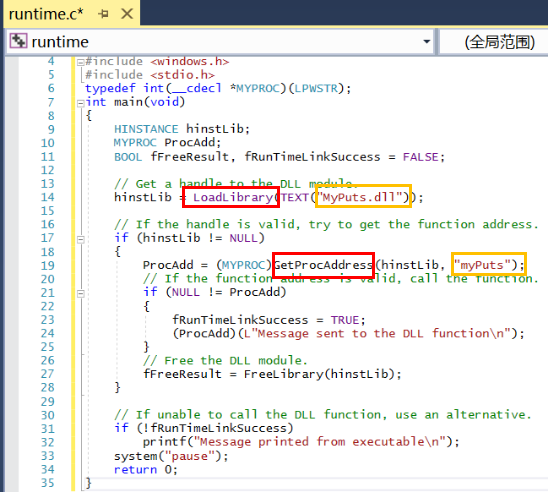 runtime.c*
runtime
(全局范围)
4 #include <windows.h>
5 #include <stdio.h>
6 typedef int(__cdecl *MYPROC)(LPWSTR);
7 int main(void)
8 {
9 HINSTANCE hinstLib;
10 MYPROC ProcAdd;
11 BOOL fFreeResult, fRunTimeLinkSuccess = FALSE;
12
13 // Get a handle to the DLL module.
14 hinstLib = LoadLibrary(TEXT("MyPuts.dll"));
15
16 // If the handle is valid, try to get the function address.
17 if (hinstLib != NULL)
18 {
19 ProcAdd = (MYPROC)GetProcAddress(hinstLib, "myPuts");
20 // If the function address is valid, call the function.
21 if (NULL != ProcAdd)
22 {
23 fRunTimeLinkSuccess = TRUE;
24 (ProcAdd)(L"Message sent to the DLL function\n");
25 }
26 // Free the DLL module.
27 fFreeResult = FreeLibrary(hinstLib);
28 }
29
30 // If unable to call the DLL function, use an alternative.
31 if (!fRunTimeLinkSuccess)
32 printf("Message printed from executable\n");
33 system("pause");
34 return 0;
35 }